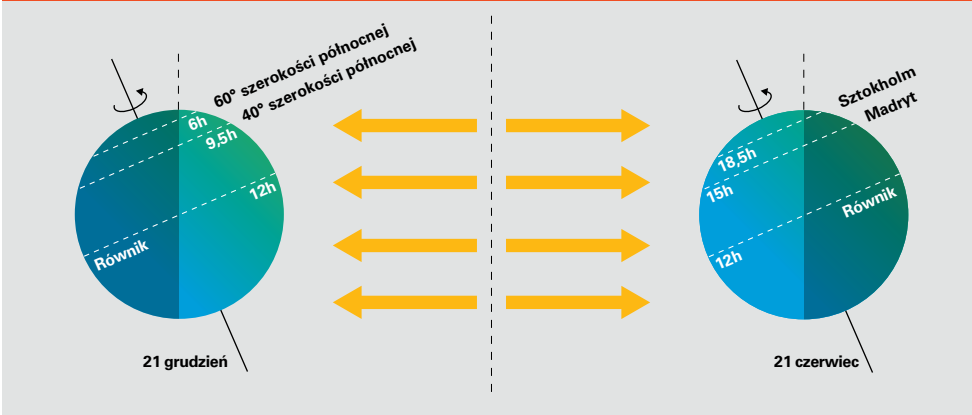 60° szerokości północnej
40° szerokości północnej
6h
9,5h
12h
Równik
21 grudzień
Sztokholm
Madryt
18,5h
15h
Równik
12h
21 czerwiec